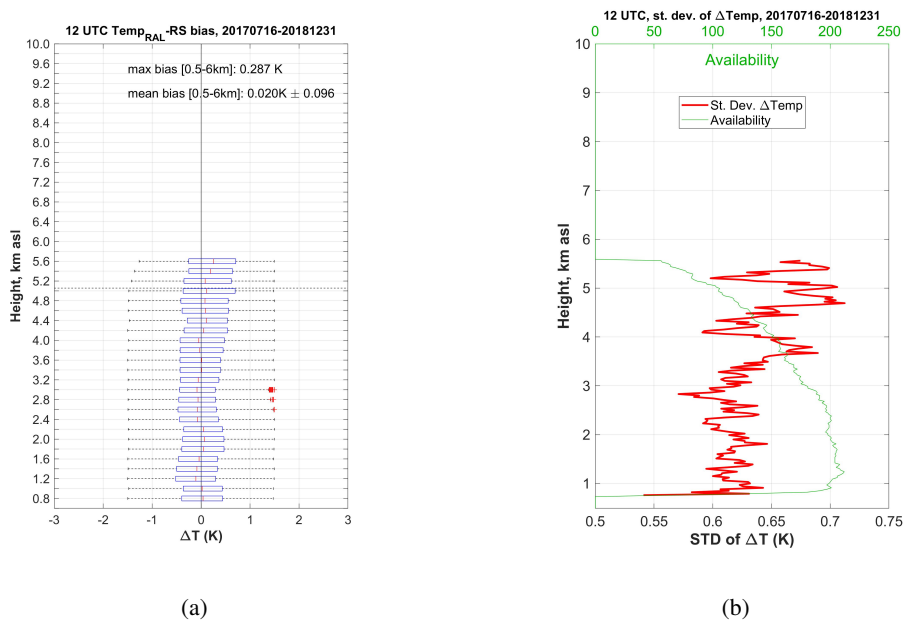 12 UTC Temp_RAL-RS bias, 20170716-20181231
max bias [0.5-6km]: 0.287 K
mean bias [0.5-6km]: 0.020K ± 0.096
Height, km asl
10.0
9.6
9.2
8.8
8.4
8.0
7.6
7.2
6.8
6.4
6.0
5.6
5.2
4.8
4.4
4.0
3.6
3.2
2.8
2.4
2.0
1.6
1.2
0.8
-3 -2 -1 0 1 2 3
ΔT (K)
(a)
12 UTC, st. dev. of ΔTemp, 20170716-20181231
0 50 100 150 200 250
Availability
St. Dev. ΔTemp
Availability
Height, km asl
10
9
8
7
6
5
4
3
2
1
0.5 0.55 0.6 0.65 0.7 0.75
STD of ΔT (K)
(b)